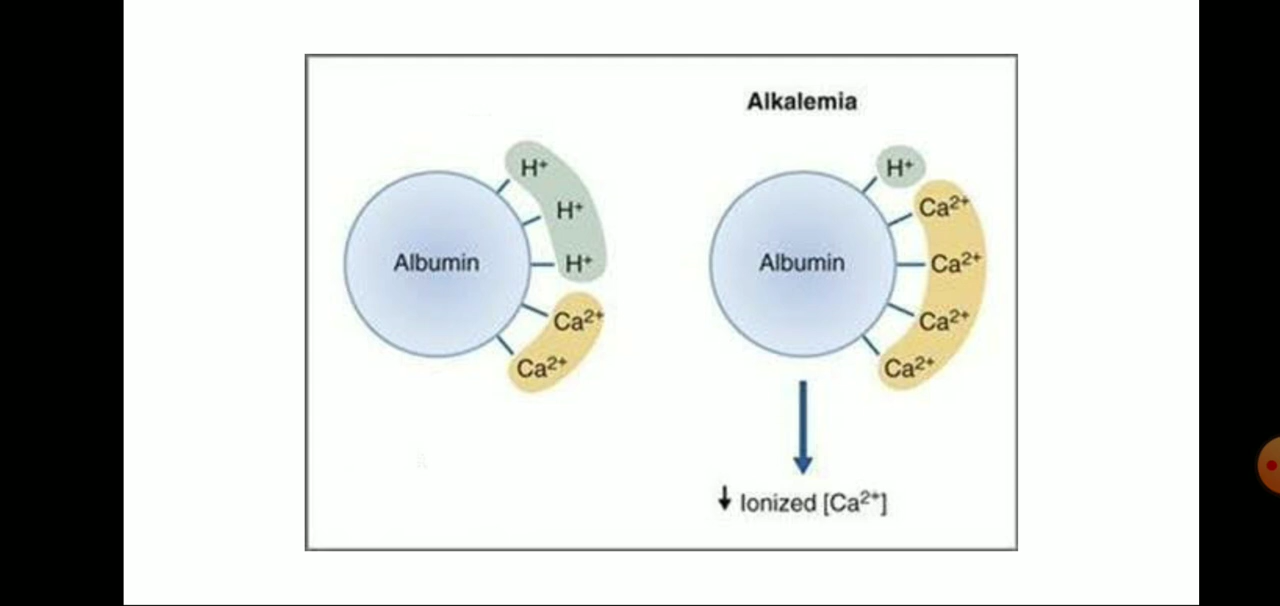 Alkalemia
H⁺
H⁺
H⁺
Albumin
Ca²⁺
Ca²⁺
H⁺
Ca²⁺
Albumin
Ca²⁺
Ca²⁺
Ca²⁺
↓ Ionized [Ca²⁺]